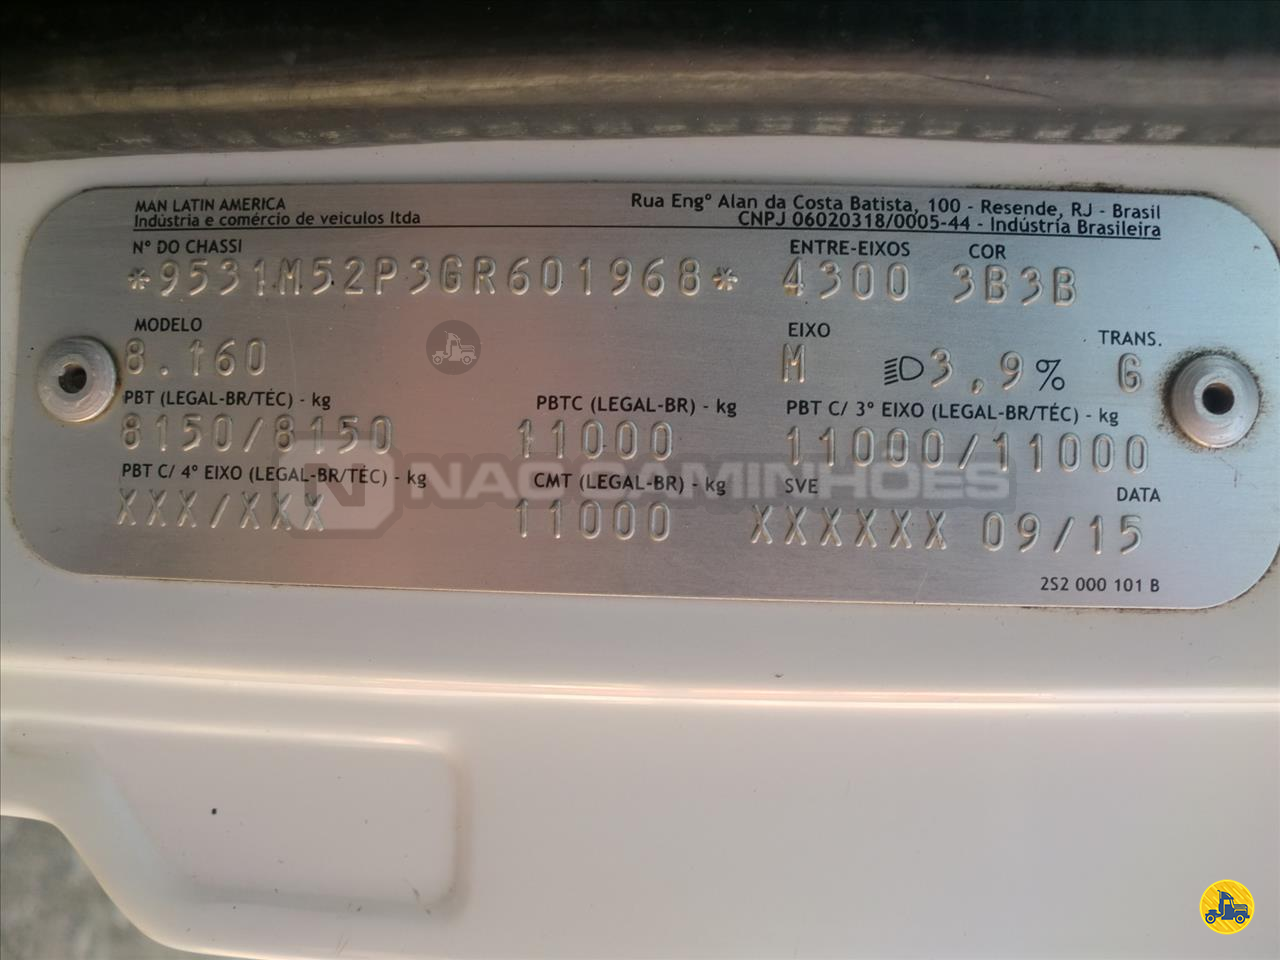 MAN LATIN AMERICA
Indústria e comércio de veículos ltda
Rua Engº Alan da Costa Batista, 100 - Resende, RJ - Brasil
CNPJ 06020318/0005-44 - Indústria Brasileira
Nº DO CHASSI ENTRE-EIXOS COR
*9531M52P3GR601968* 4300 3B3B
MODELO EIXO TRANS.
8.160 M 3,9% G
PBT (LEGAL-BR/TÉC) - kg PBTC (LEGAL-BR) - kg PBT C/ 3º EIXO (LEGAL-BR/TÉC) - kg
8150/8150 11000 11000/11000
PBT C/ 4º EIXO (LEGAL-BR/TÉC) - kg CMT (LEGAL-BR) - kg SVE DATA
XXX/XXX 11000 XXXXXX 09/15
2S2 000 101 B
N NAC CAMINHÕES